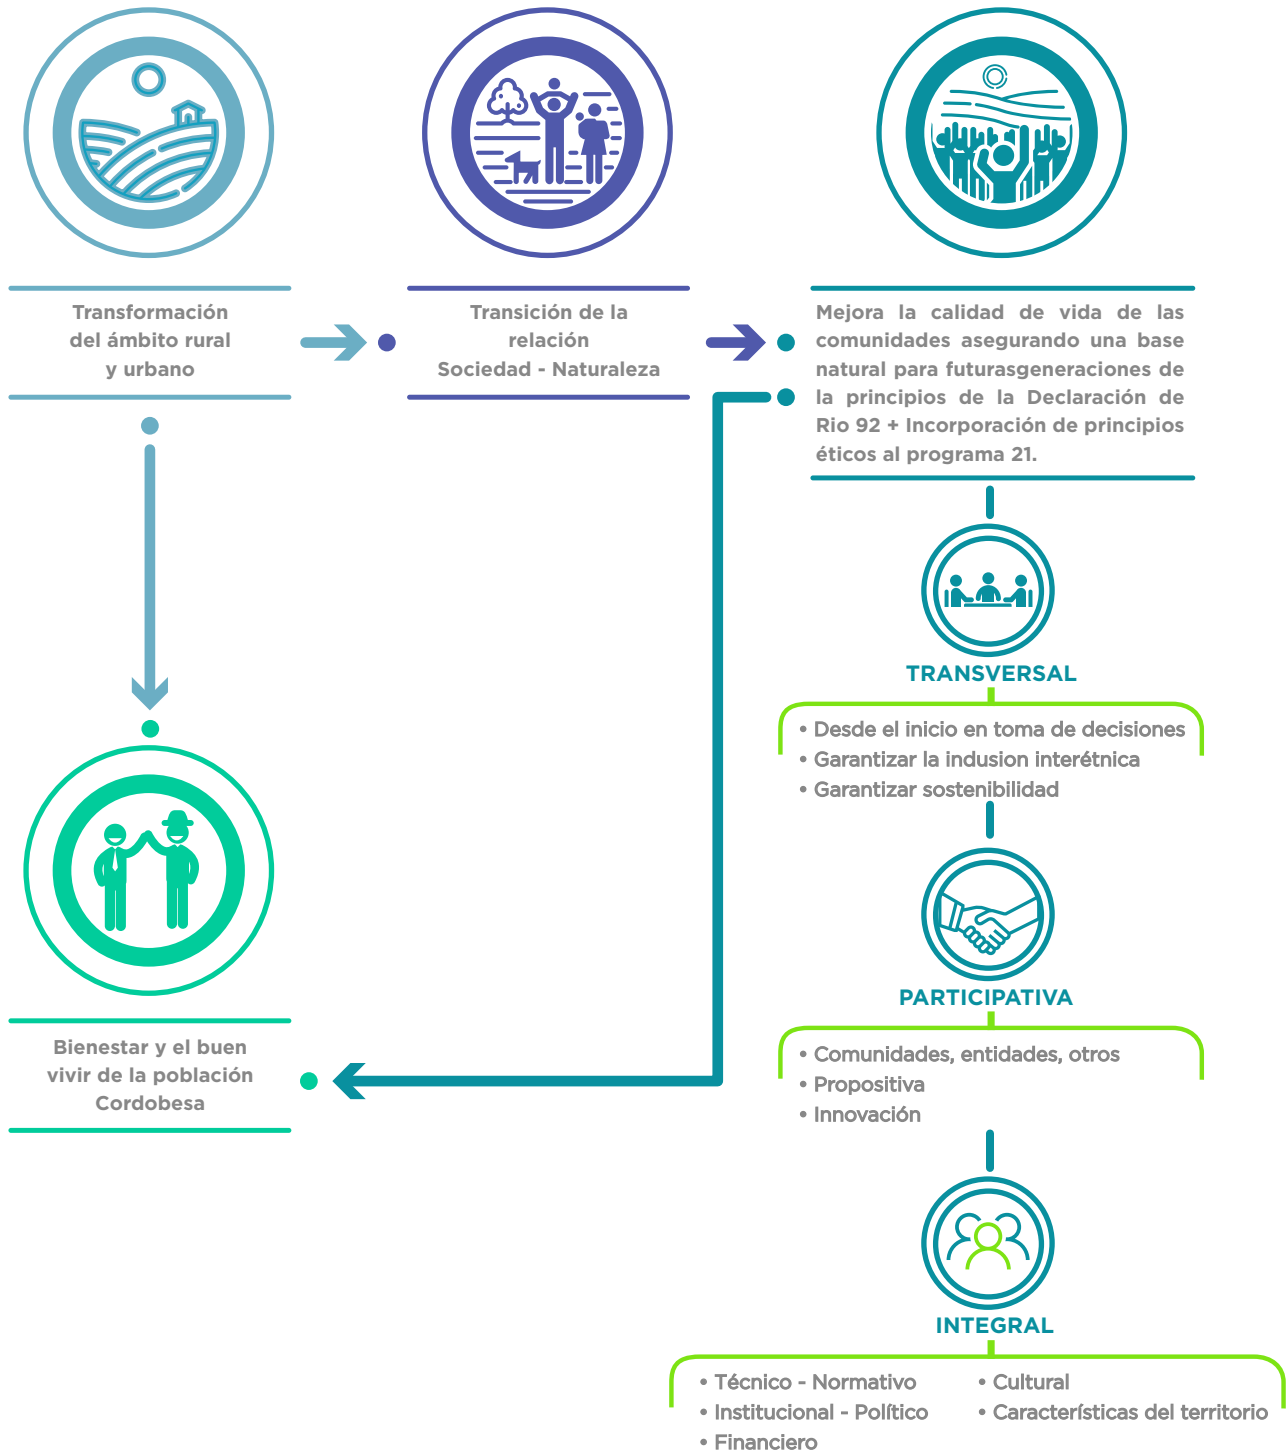 Transformación
del ámbito rural
y urbano
Transición de la
relación
Sociedad - Naturaleza
Mejora la calidad de vida de las
comunidades asegurando una base
natural para futurasgeneraciones de
la principios de la Declaración de
Rio 92 + Incorporación de principios
éticos al programa 21.
TRANSVERSAL
• Desde el inicio en toma de decisiones
• Garantizar la indusion interétnica
• Garantizar sostenibilidad
PARTICIPATIVA
• Comunidades, entidades, otros
• Propositiva
• Innovación
Bienestar y el buen
vivir de la población
Cordobesa
INTEGRAL
• Técnico - Normativo
• Institucional - Político
• Financiero
• Cultural
• Características del territorio